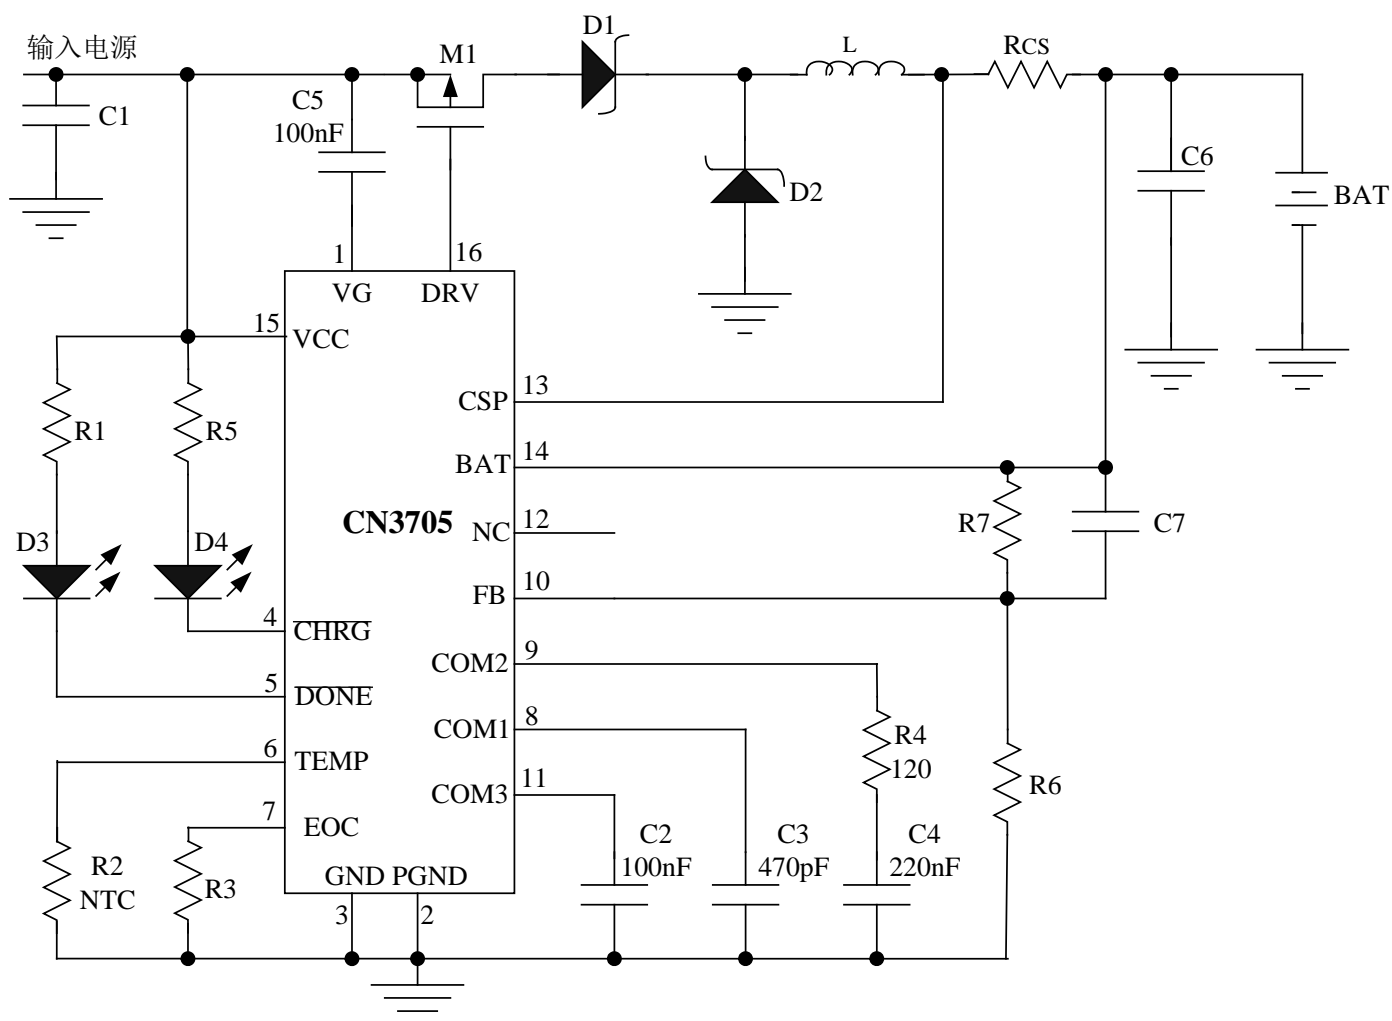 输入电源
C1
C5
100nF
M1
D1
L
RCS
D2
C6
BAT
1
16
VG
DRV
15
VCC
R1
R5
13
CSP
14
BAT
CN3705
12
NC
R7
C7
D3
D4
10
FB
4
CHRG
9
COM2
5
DONE
8
COM1
R4
120
6
TEMP
11
COM3
R6
7
EOC
R2
NTC
R3
GND
PGND
3
2
C2
100nF
C3
470pF
C4
220nF